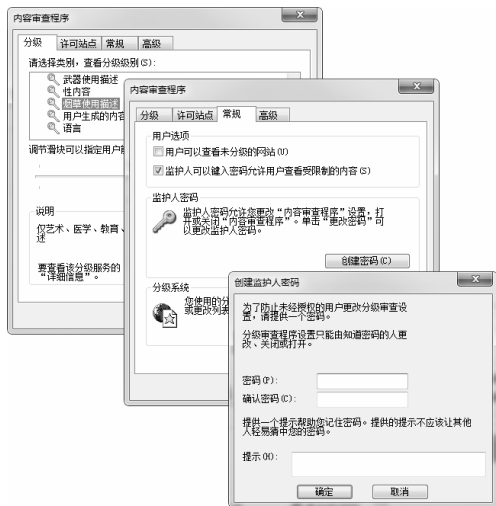 内容审查程序
分级 许可站点 常规 高级
请选择类别，查看分级级别(S)：
武器使用描述
性内容
烟草使用描述
用户生成的内容
语言
调节滑块可以指定用户
说明
仅艺术、医学、教育、
述
要查看该分级服务的
“详细信息”。
内容审查程序
分级 许可站点 常规 高级
用户选项
用户可以查看未分级的网站(U)
监护人可以键入密码允许用户查看受限制的内容(S)
监护人密码
监护人密码允许您更改“内容审查程序”设置，打
开或关闭“内容审查程序”。单击“更改密码”可
以更改监护人密码。
创建密码(C)
分级系统
您使用的分
或更改列表
创建监护人密码
为了防止未经授权的用户更改分级审查设
置，请提供一个密码。
分级审查程序设置只能由知道密码的人更
改、关闭或打开。
密码(P)：
确认密码(C)：
提供一个提示帮助您记住密码。提供的提示不应该让其他
人轻易猜中您的密码。
提示(H)：
确定 取消